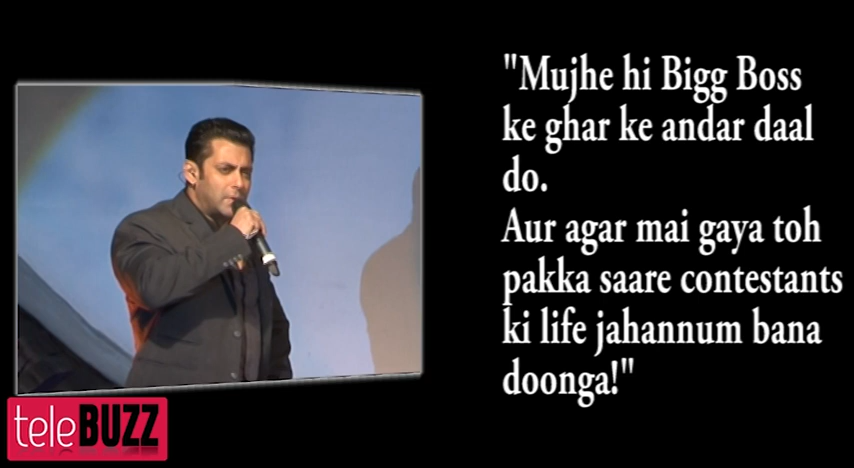 "Mujhe hi Bigg Boss
ke ghar ke andar daal
do.
Aur agar mai gaya toh
pakka saare contestants
ki life jahannum bana
doonga!"
teleBUZZ